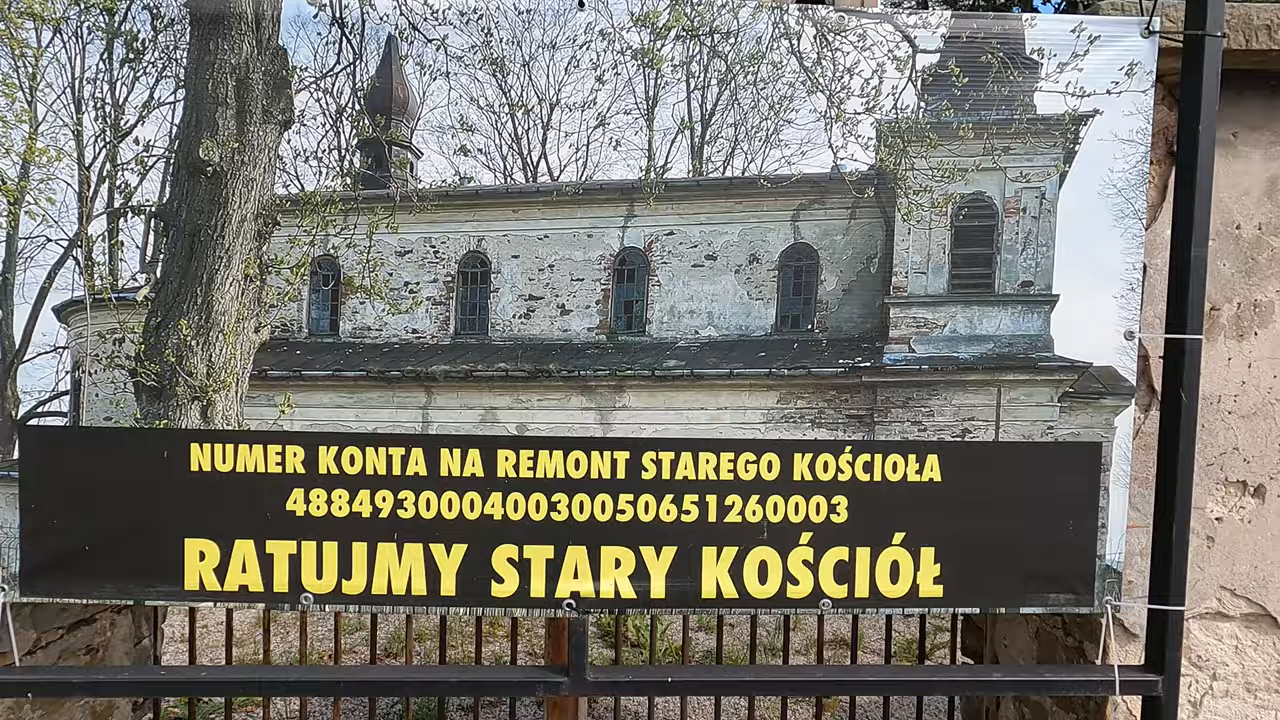 NUMER KONTA NA REMONT STAREGO KOŚCIOŁA
48849300040030050651260003
RATUJMY STARY KOŚCIÓŁ